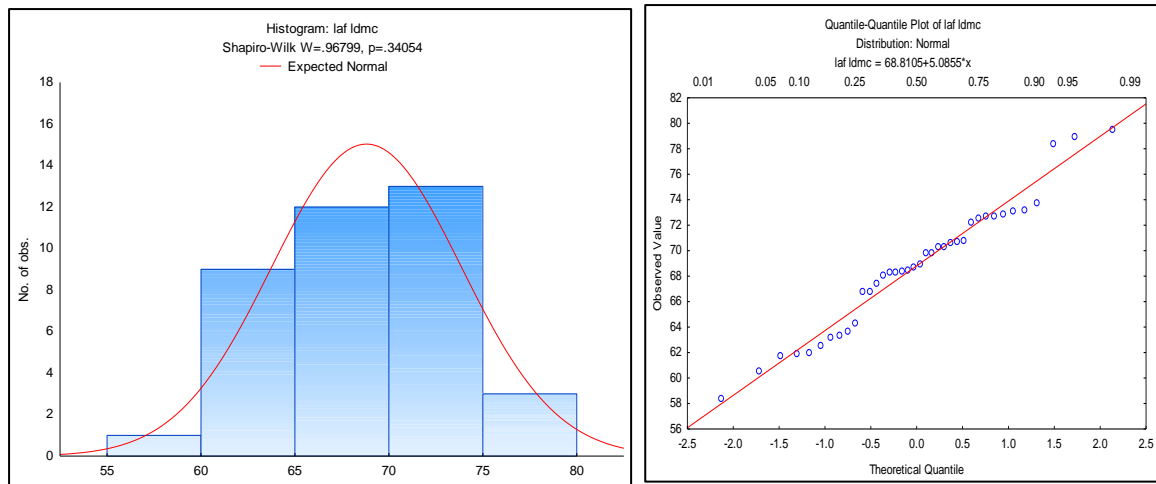 Histogram: laf ldmc
Shapiro-Wilk W=.96799, p=.34054
Expected Normal
18
16
14
12
10
8
6
4
2
0
No. of obs.
55 60 65 70 75 80
Quantile-Quantile Plot of laf ldmc
Distribution: Normal
laf ldmc = 68.8105+5.0855*x
0.01 0.05 0.10 0.25 0.50 0.75 0.90 0.95 0.99
82
80
78
76
74
72
70
68
66
64
62
60
58
56
Observed Value
-2.5 -2.0 -1.5 -1.0 -0.5 0.0 0.5 1.0 1.5 2.0 2.5
Theoretical Quantile